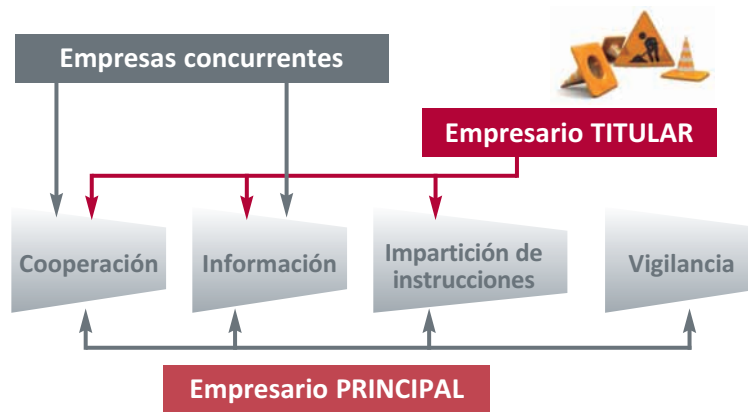 Empresas concurrentes
Empresario TITULAR
Cooperación
Información
Impartición de
instrucciones
Vigilancia
Empresario PRINCIPAL